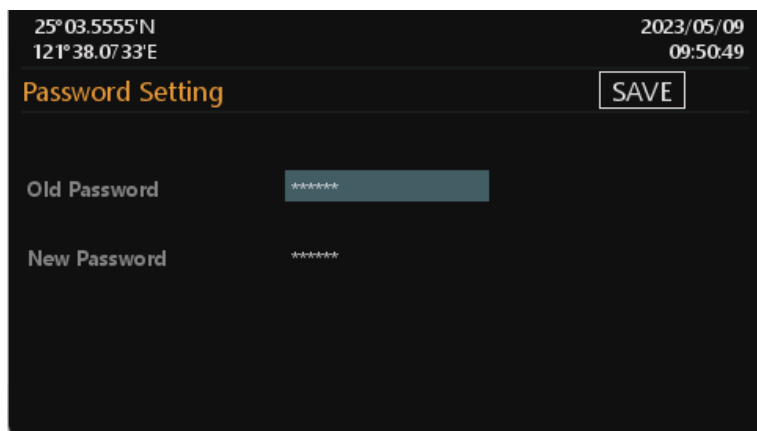 25°03.5555'N 2023/05/09
121°38.0733'E 09:50:49
Password Setting SAVE
Old Password ******
New Password ******